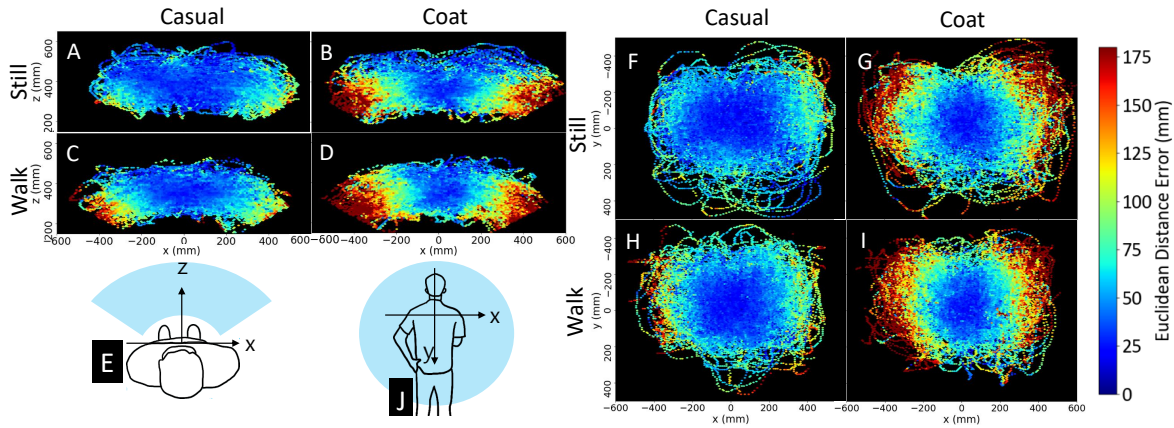 Casual
Coat
Still
z (mm)
600
400
200
A
B
Walk
z (mm)
600
400
200
C
D
−600 −400 −200 0 200 400 600
x (mm)
−600 −400 −200 0 200 400 600
x (mm)
E
z
x
J
x
y
Casual
Coat
Still
y (mm)
−400
−200
0
200
400
F
G
Walk
y (mm)
−400
−200
0
200
400
H
I
−600 −400 −200 0 200 400 600
x (mm)
−600 −400 −200 0 200 400 600
x (mm)
175
150
125
100
75
50
25
0
Eulidean Distance Error (mm)